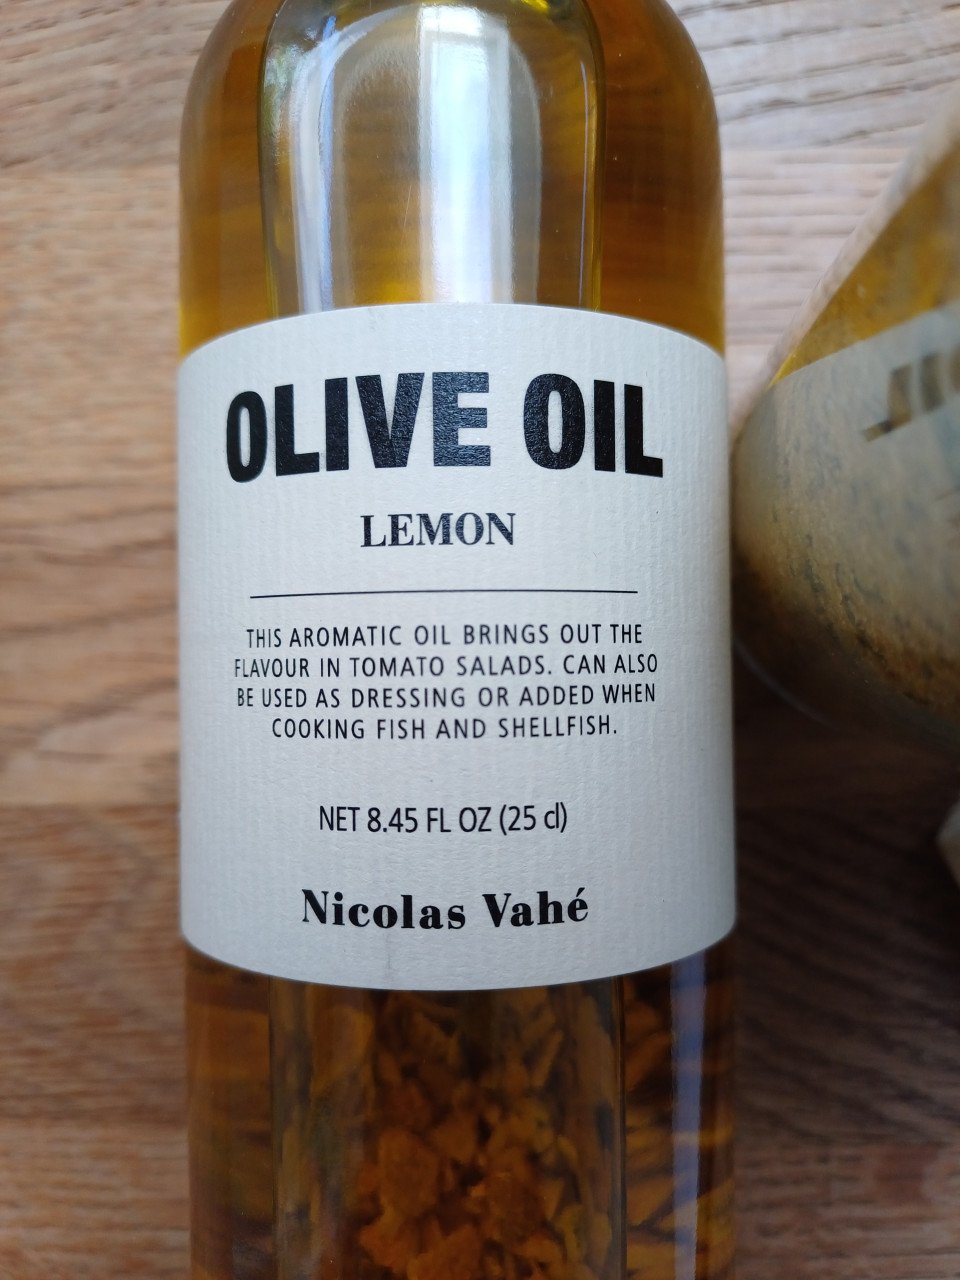 OLIVE OIL
LEMON
THIS AROMATIC OIL BRINGS OUT THE
FLAVOUR IN TOMATO SALADS. CAN ALSO
BE USED AS DRESSING OR ADDED WHEN
COOKING FISH AND SHELLFISH.
NET 8.45 FL OZ (25 cl)
Nicolas Vahé